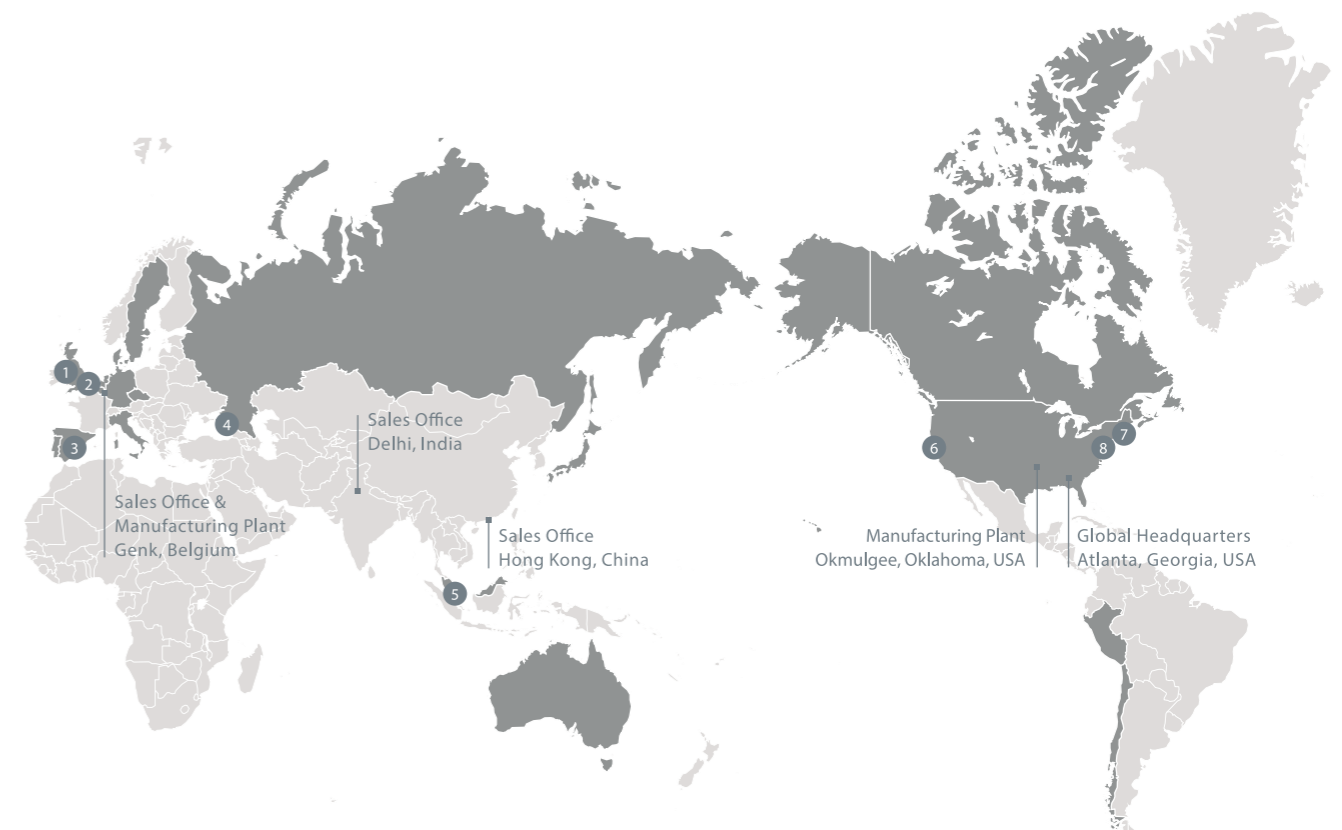 1
2
3
4
Sales Office
Delhi, India
6
7
8
Sales Office &
Manufacturing Plant
Genk, Belgium
Sales Office
Hong Kong, China
Manufacturing Plant
Okmulgee, Oklahoma, USA
Global Headquarters
Atlanta, Georgia, USA
5